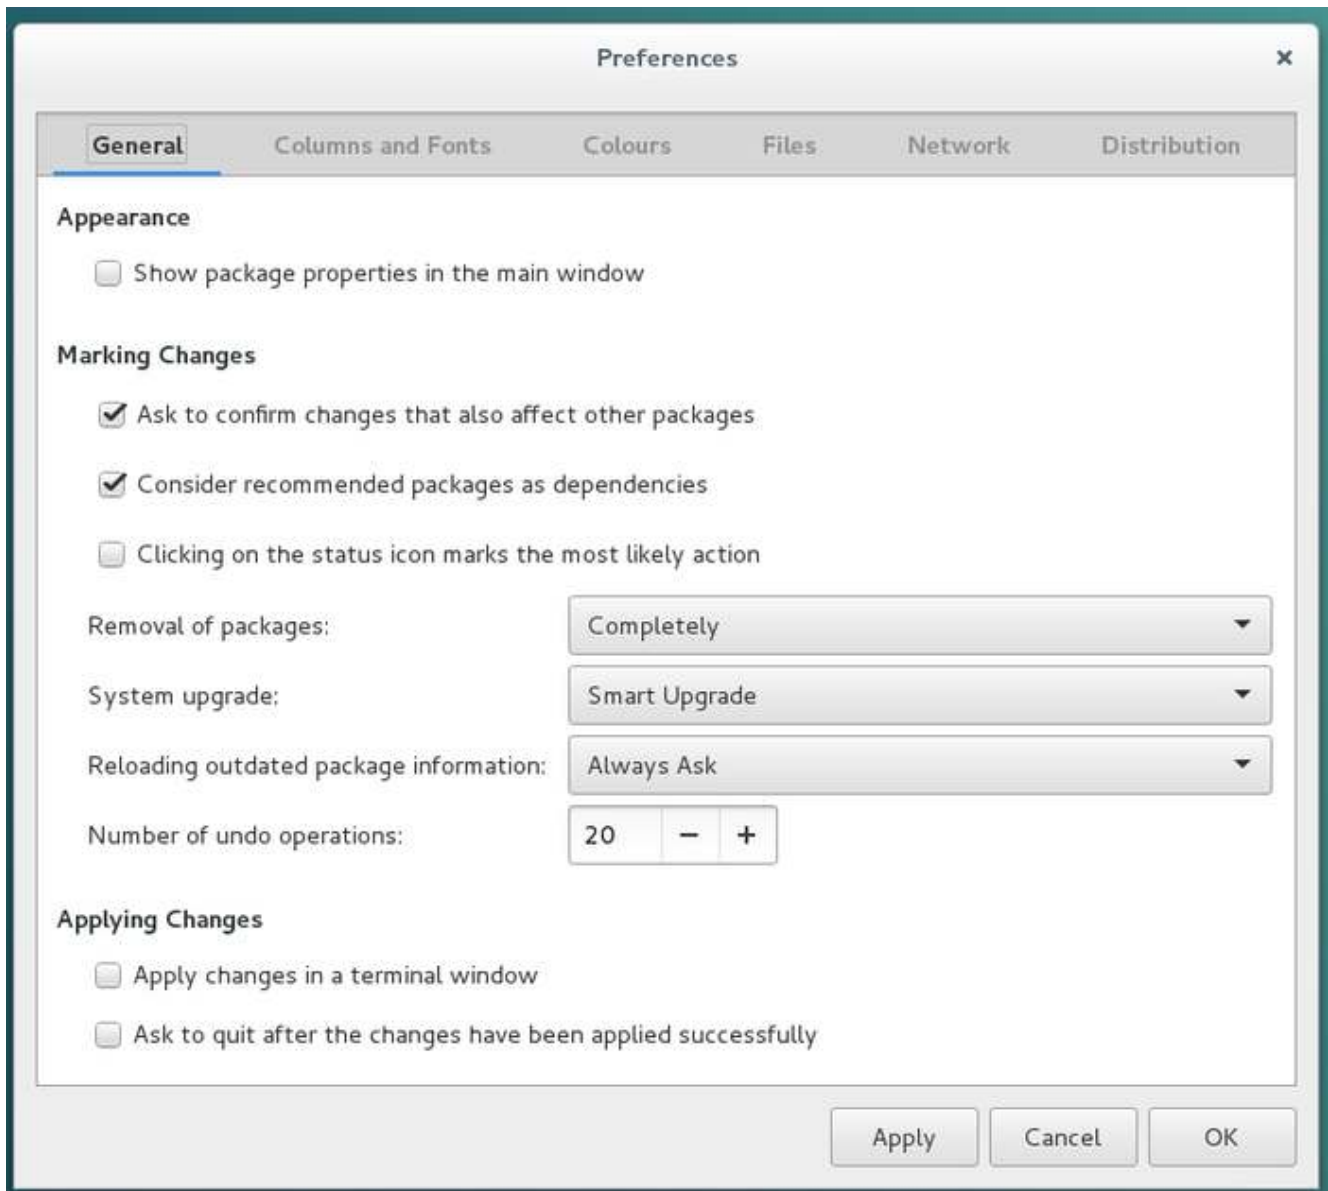 Preferences
General Columns and Fonts Colours Files Network Distribution
Appearance
Show package properties in the main window
Marking Changes
Ask to confirm changes that also affect other packages
Consider recommended packages as dependencies
Clicking on the status icon marks the most likely action
Removal of packages: Completely
System upgrade: Smart Upgrade
Reloading outdated package information: Always Ask
Number of undo operations: 20 − +
Applying Changes
Apply changes in a terminal window
Ask to quit after the changes have been applied successfully
Apply Cancel OK